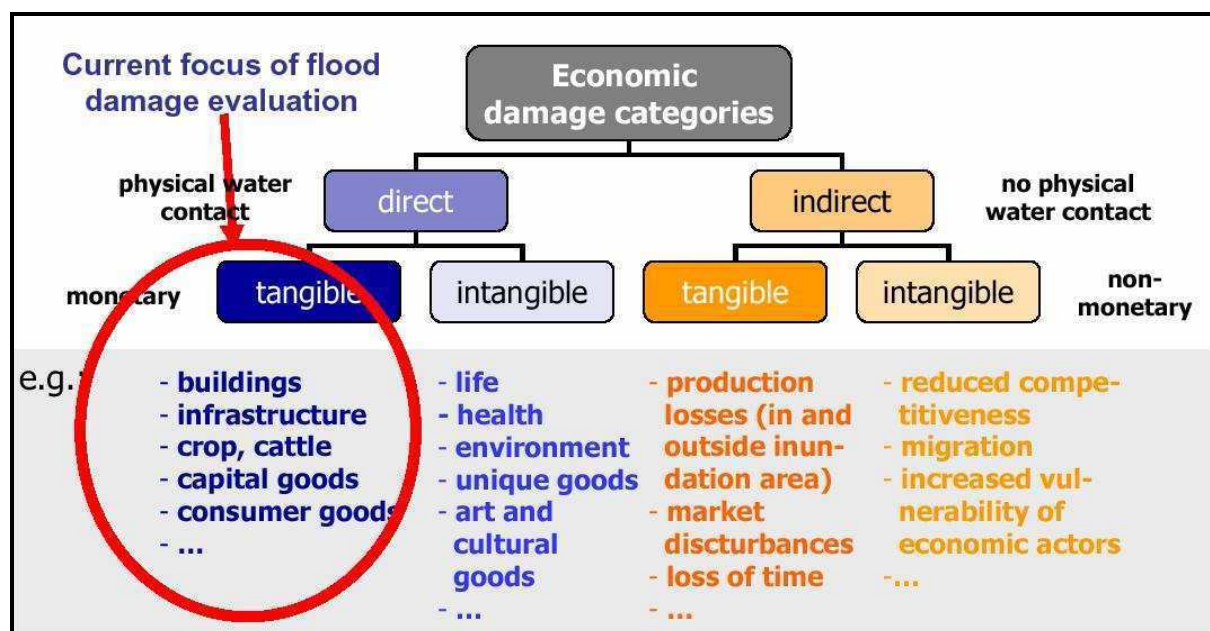 Current focus of flood
damage evaluation
Economic
damage categories
physical water
contact
direct
indirect
no physical
water contact
monetary
tangible
intangible
tangible
intangible
non-
monetary
e.g.:
- buildings
- infrastructure
- crop, cattle
- capital goods
- consumer goods
- ...
- life
- health
- environment
- unique goods
- art and
cultural
goods
- ...
- production
losses (in and
outside inun-
dation area)
- market
discturbances
- loss of time
- ...
- reduced compe-
titiveness
- migration
- increased vul-
nerability of
economic actors
-...